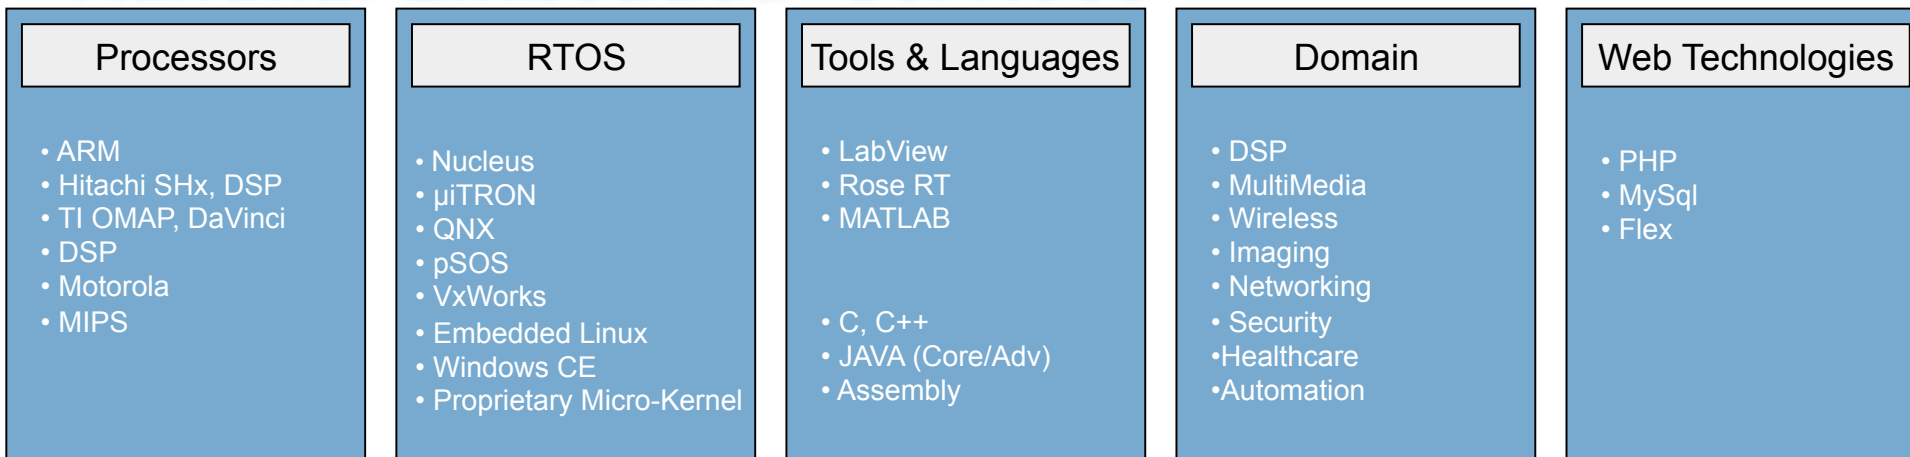 Processors
• ARM
• Hitachi SHx, DSP
• TI OMAP, DaVinci
• DSP
• Motorola
• MIPS
RTOS
• Nucleus
• µiTRON
• QNX
• pSOS
• VxWorks
• Embedded Linux
• Windows CE
• Proprietary Micro-Kernel
Tools & Languages
• LabView
• Rose RT
• MATLAB
• C, C++
• JAVA (Core/Adv)
• Assembly
Domain
• DSP
• MultiMedia
• Wireless
• Imaging
• Networking
• Security
•Healthcare
•Automation
Web Technologies
• PHP
• MySql
• Flex